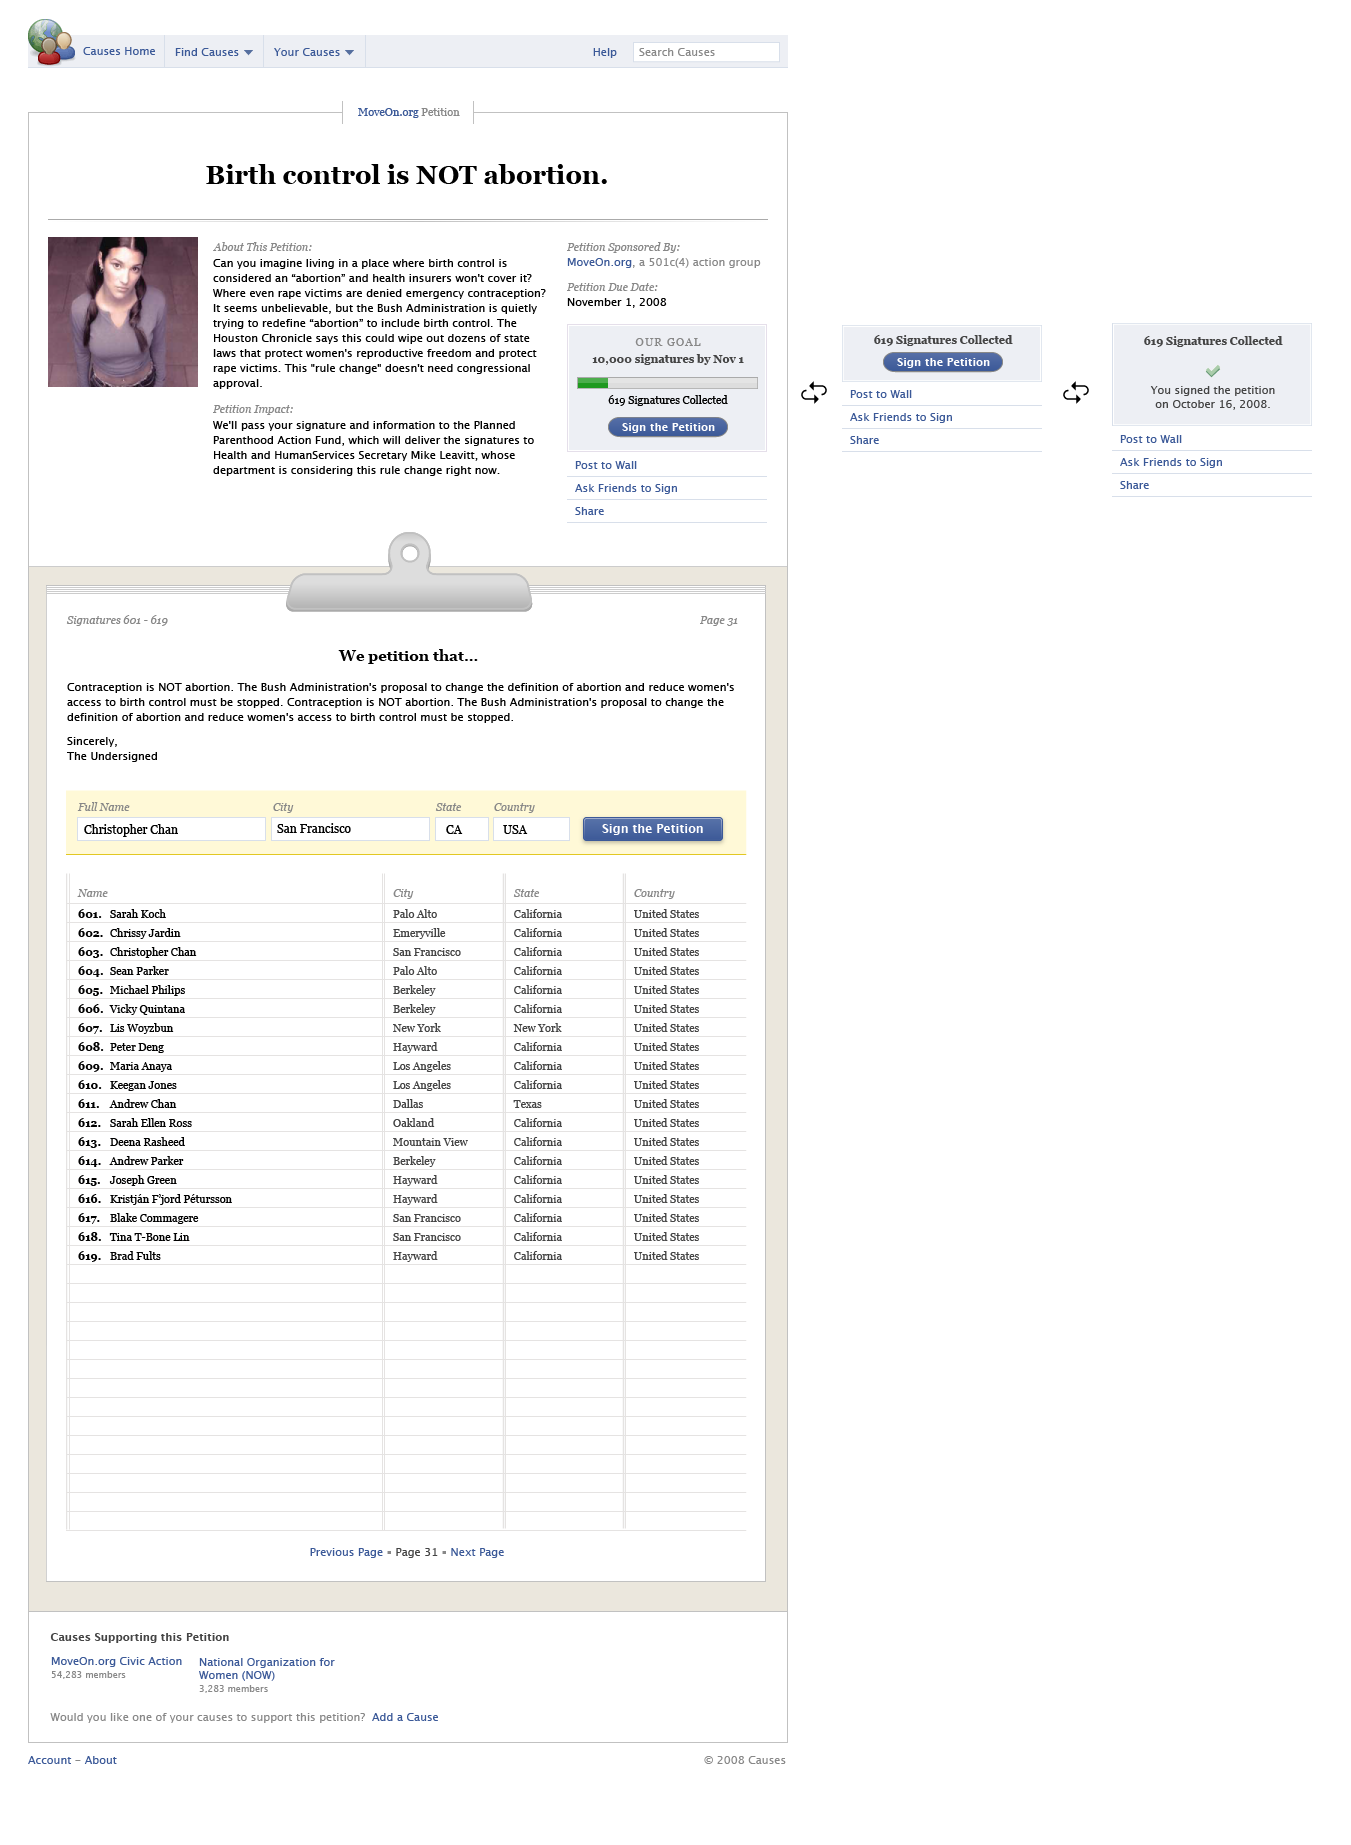 Causes Home
Find Causes
Your Causes
Help
Search Causes
MoveOn.org Petition
Birth control is NOT abortion.
About This Petition:
Can you imagine living in a place where birth control is
considered an “abortion” and health insurers won't cover it?
Where even rape victims are denied emergency contraception?
It seems unbelievable, but the Bush Administration is quietly
trying to redefine “abortion” to include birth control. The
Houston Chronicle says this could wipe out dozens of state
laws that protect women's reproductive freedom and protect
rape victims. This "rule change" doesn't need congressional
approval.
Petition Impact:
We'll pass your signature and information to the Planned
Parenthood Action Fund, which will deliver the signatures to
Health and HumanServices Secretary Mike Leavitt, whose
department is considering this rule change right now.
Petition Sponsored By:
MoveOn.org, a 501c(4) action group
Petition Due Date:
November 1, 2008
OUR GOAL
10,000 signatures by Nov 1
619 Signatures Collected
Sign the Petition
Post to Wall
Ask Friends to Sign
Share
619 Signatures Collected
Sign the Petition
Post to Wall
Ask Friends to Sign
Share
619 Signatures Collected
You signed the petition
on October 16, 2008.
Post to Wall
Ask Friends to Sign
Share
Signatures 601 - 619
Page 31
We petition that...
Contraception is NOT abortion. The Bush Administration's proposal to change the definition of abortion and reduce women's
access to birth control must be stopped. Contraception is NOT abortion. The Bush Administration's proposal to change the
definition of abortion and reduce women's access to birth control must be stopped.
Sincerely,
The Undersigned
Full Name City State Country
Christopher Chan San Francisco CA USA Sign the Petition
Name City State Country
601. Sarah Koch Palo Alto California United States
602. Chrissy Jardin Emeryville California United States
603. Christopher Chan San Francisco California United States
604. Sean Parker Palo Alto California United States
605. Michael Philips Berkeley California United States
606. Vicky Quintana Berkeley California United States
607. Lis Woyzbun New York New York United States
608. Peter Deng Hayward California United States
609. Maria Anaya Los Angeles California United States
610. Keegan Jones Los Angeles California United States
611. Andrew Chan Dallas Texas United States
612. Sarah Ellen Ross Oakland California United States
613. Deena Rasheed Mountain View California United States
614. Andrew Parker Berkeley California United States
615. Joseph Green Hayward California United States
616. Kristján F'jord Pétursson Hayward California United States
617. Blake Commagere San Francisco California United States
618. Tina T-Bone Lin San Francisco California United States
619. Brad Fults Hayward California United States
Previous Page ▪ Page 31 ▪ Next Page
Causes Supporting this Petition
MoveOn.org Civic Action
54,283 members
National Organization for
Women (NOW)
3,283 members
Would you like one of your causes to support this petition? Add a Cause
Account – About
© 2008 Causes